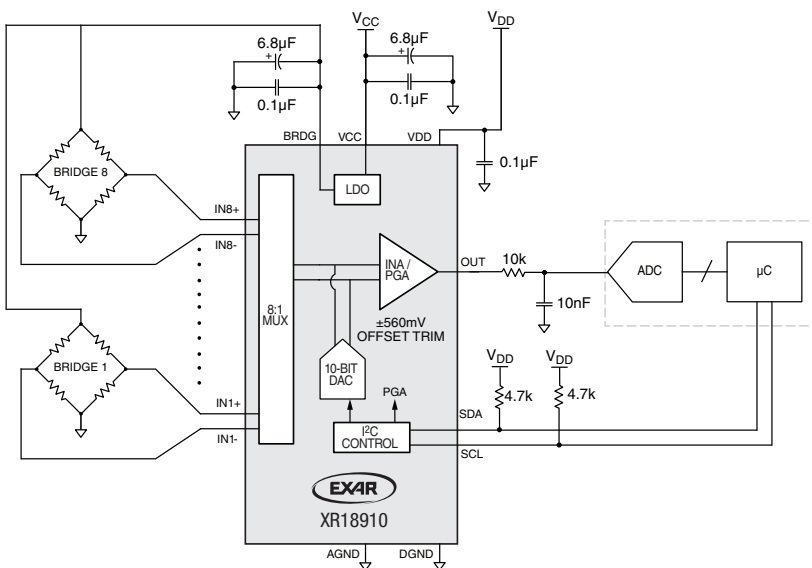 VCC
VDD
6.8µF
+
0.1µF
6.8µF
+
0.1µF
BRDG
VCC
VDD
0.1µF
BRIDGE 8
LDO
IN8+
IN8-
8:1
MUX
INA /
PGA
OUT
10k
10nF
ADC
µC
±560mV
OFFSET TRIM
BRIDGE 1
10-BIT
DAC
PGA
VDD
4.7k
VDD
4.7k
IN1+
IN1-
I²C
CONTROL
SDA
SCL
EXAR
XR18910
AGND
DGND